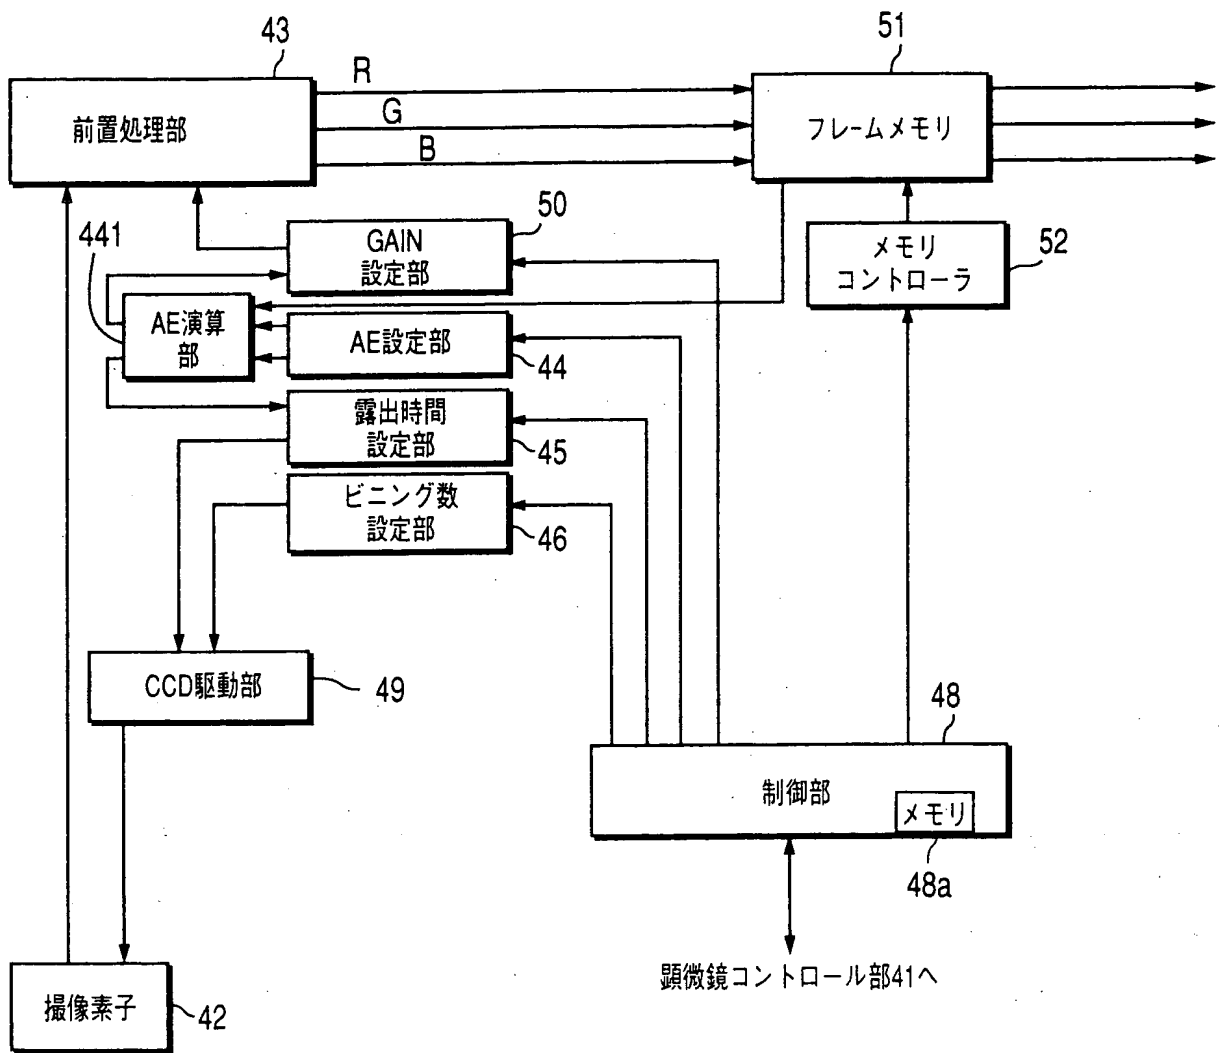 43
51
R
前置処理部
G
フレームメモリ
B
50
441
GAIN
設定部
メモリ
コントローラ
52
AE演算
部
AE設定部
44
露出時間
設定部
45
ビニング数
設定部
46
CCD駆動部
49
48
制御部
メモリ
48a
顕微鏡コントロール部41へ
撮像素子
42